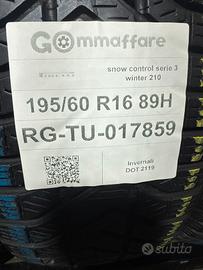 GOmmaffare
snow control serie 3
winter 210
195/60 R16 89H
RG-TU-017859
Invernali
DOT 2119
subito